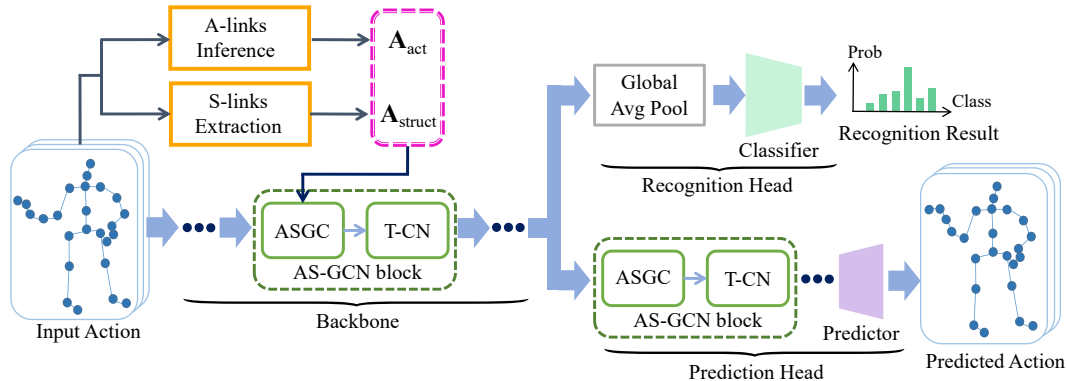 A-links
Inference
S-links
Extraction
A_act
A_struct
Input Action
ASGC
T-CN
AS-GCN block
Backbone
Global
Avg Pool
Classifier
Prob
Class
Recognition Result
Recognition Head
ASGC
T-CN
AS-GCN block
Predictor
Prediction Head
Predicted Action